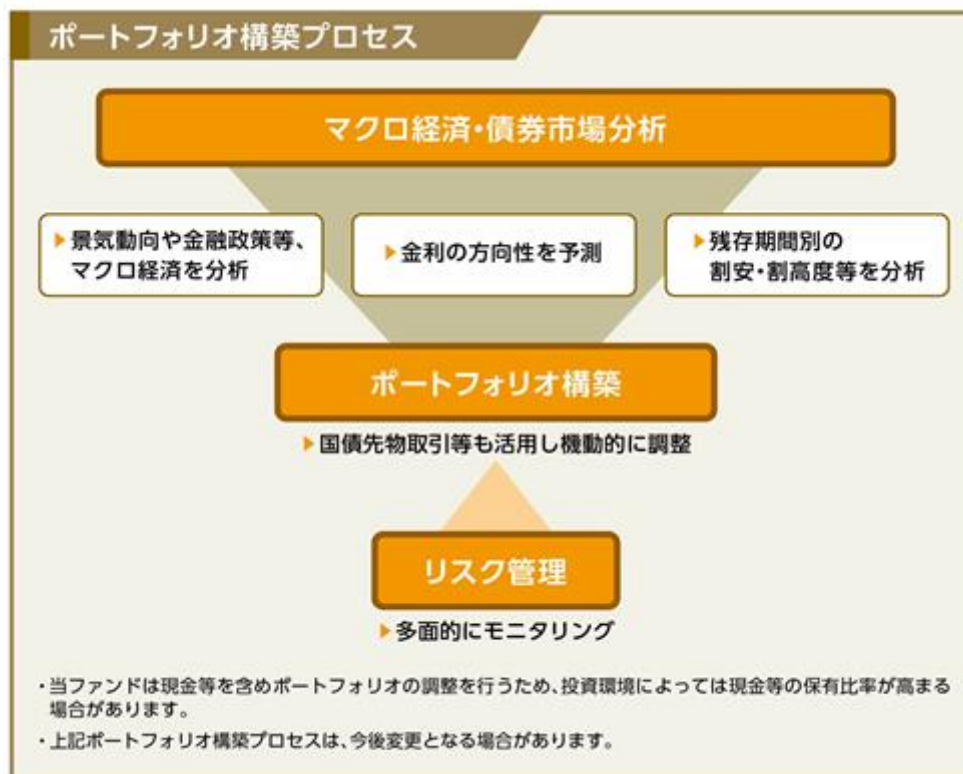 ポートフォリオ構築プロセス
マクロ経済・債券市場分析
▶景気動向や金融政策等、
マクロ経済を分析
▶金利の方向性を予測
▶残存期間別の
割安・割高度等を分析
ポートフォリオ構築
▶国債先物取引等も活用し機動的に調整
リスク管理
▶多面的にモニタリング
・当ファンドは現金等を含めポートフォリオの調整を行うため、投資環境によっては現金等の保有比率が高まる
場合があります。
・上記ポートフォリオ構築プロセスは、今後変更となる場合があります。